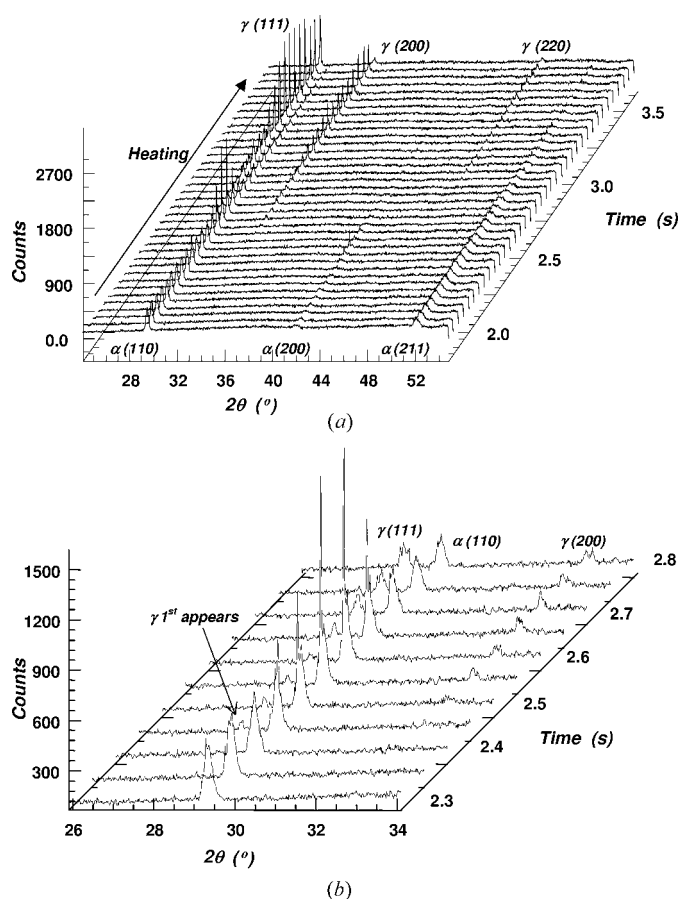 γ (111)
γ (200)
γ (220)
Heating
3.5
3.0
2.5
2.0
Time (s)
2700
1800
900
0.0
Counts
α (110)
α (200)
α (211)
28 32 36 40 44 48 52
2θ (º)
(a)
γ (111)
α (110)
γ (200)
γ 1st appears
1500
1200
900
600
300
Counts
2.8
2.7
2.6
2.5
2.4
2.3
Time (s)
26 28 30 32 34
2θ (º)
(b)